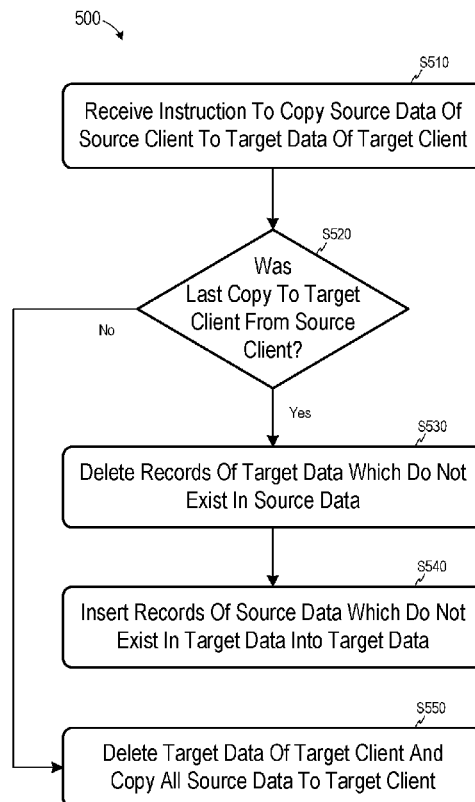 500
S510
Receive Instruction To Copy Source Data Of
Source Client To Target Data Of Target Client
S520
Was
Last Copy To Target
Client From Source
Client?
No
Yes
S530
Delete Records Of Target Data Which Do Not
Exist In Source Data
S540
Insert Records Of Source Data Which Do Not
Exist In Target Data Into Target Data
S550
Delete Target Data Of Target Client And
Copy All Source Data To Target Client